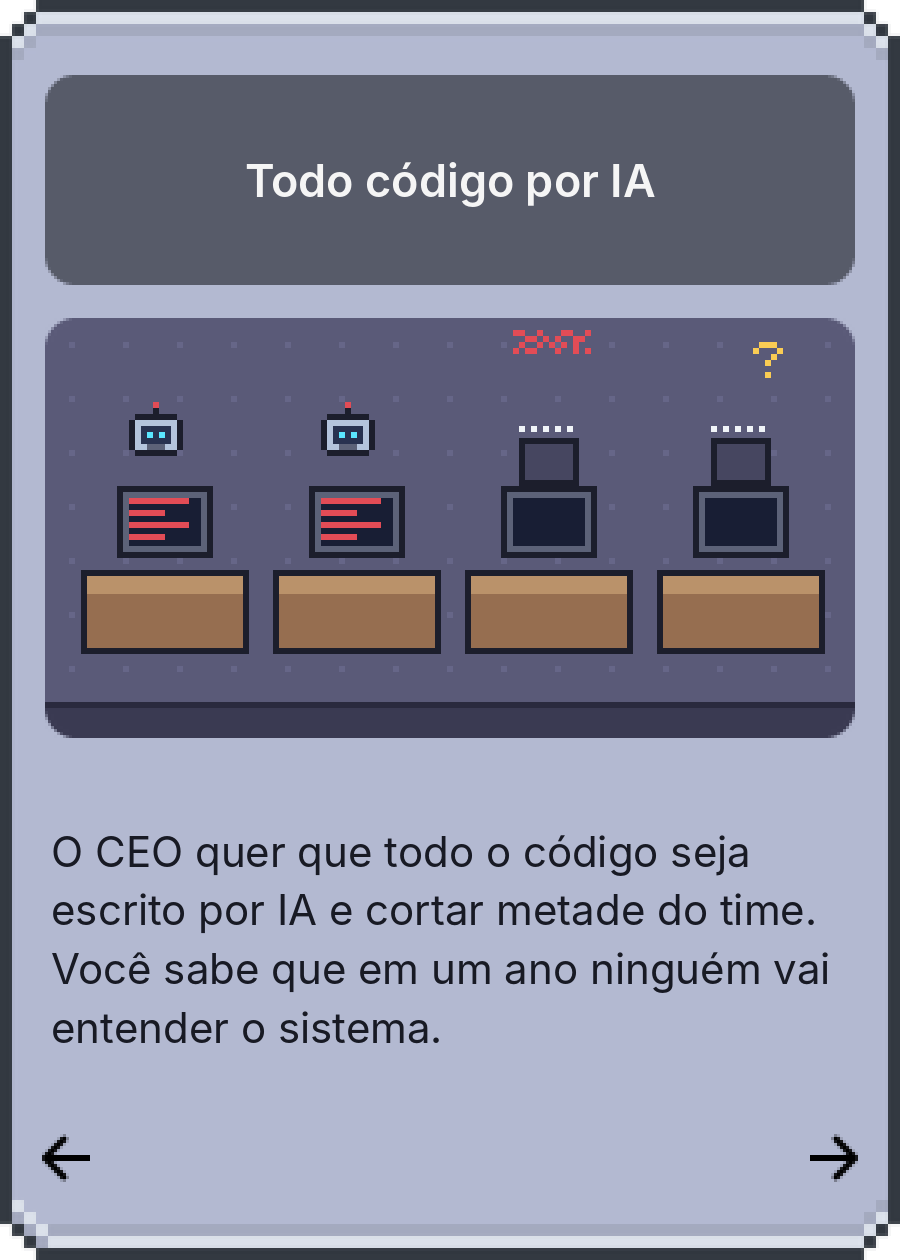 Todo código por IA
?
O CEO quer que todo o código seja
escrito por IA e cortar metade do time.
Você sabe que em um ano ninguém vai
entender o sistema.